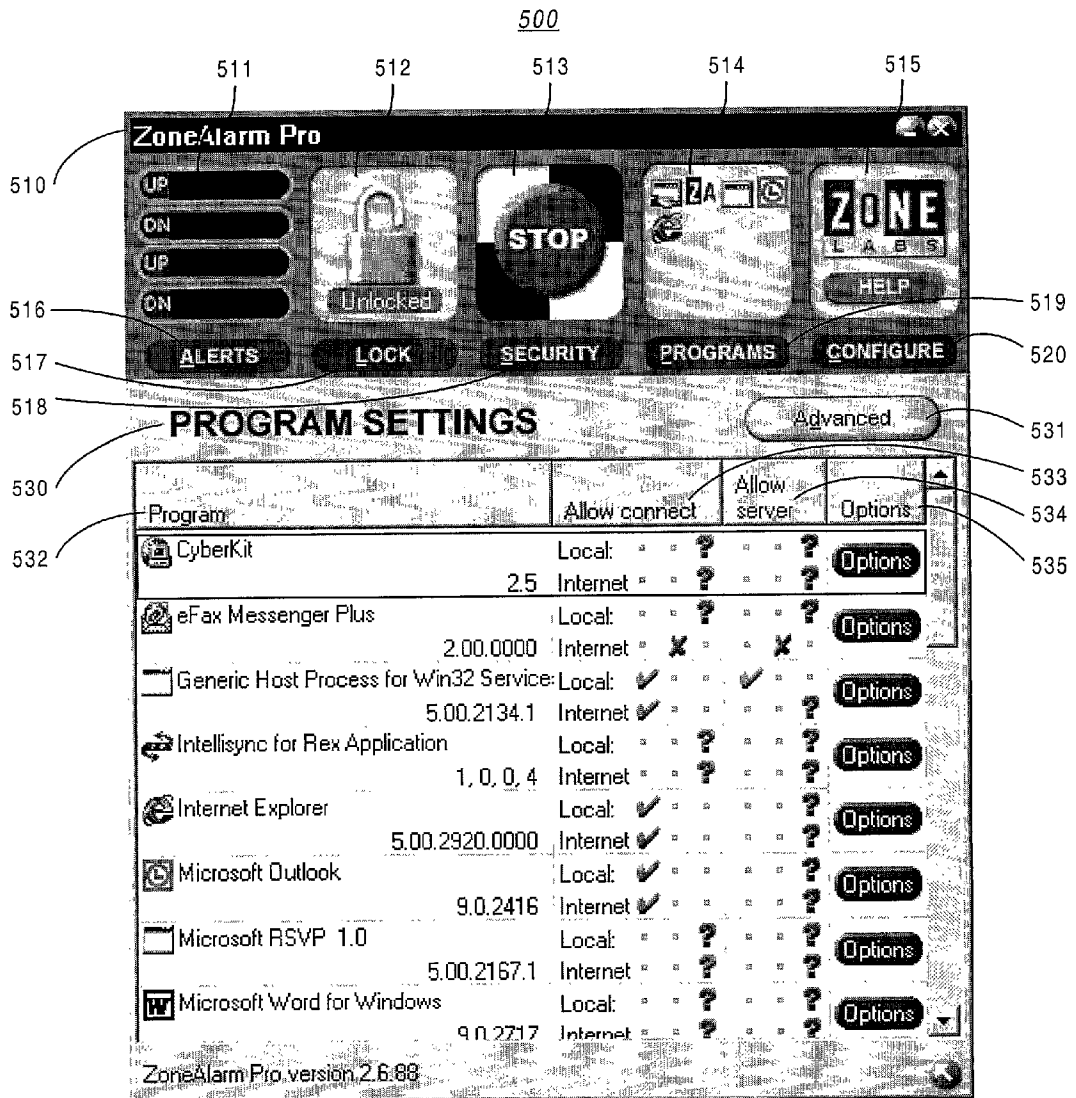 500
511 512 513 514 515
ZoneAlarm Pro
510
UP
ON
UP
ON
STOP
Unlocked
ZA
ZONE
LABS
HELP
516
517
518
519
520
ALERTS LOCK SECURITY PROGRAMS CONFIGURE
PROGRAM SETTINGS Advanced
530
531
532
533
534
535
Program Allow connect Allow server Options
CyberKit Local: ? ? Options
2.5 Internet ? ?
eFax Messenger Plus Local: ? ? Options
2.00.0000 Internet ✗ ✗
Generic Host Process for Win32 Service: Local: ✓ ✓ Options
5.00.2134.1 Internet ✓ ?
Intellisync for Rex Application Local: ? ? Options
1, 0, 0, 4 Internet ? ?
Internet Explorer Local: ✓ ? Options
5.00.2920.0000 Internet ✓ ?
Microsoft Outlook Local: ✓ ? Options
9.0.2416 Internet ✓ ?
Microsoft RSVP 1.0 Local: ? ? Options
5.00.2167.1 Internet ? ?
W Microsoft Word for Windows Local: ? ? Options
9.0.2717 Internet ? ?
ZoneAlarm Pro version 2.6.88